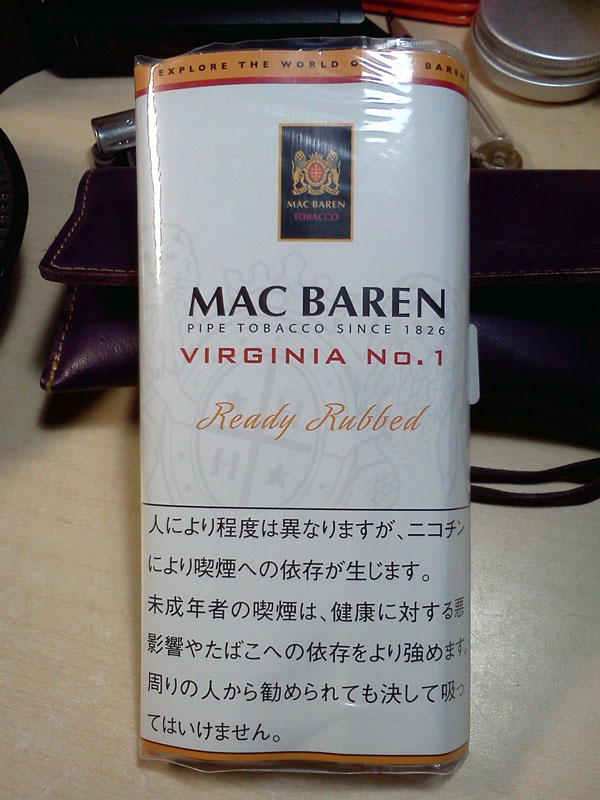 EXPLORE THE WORLD O BAREN
MAC BAREN
TOBACCO
MAC BAREN
PIPE TOBACCO SINCE 1826
VIRGINIA No.1
Ready Rubbed
H
人により程度は異なりますが、ニコチン
により喫煙への依存が生じます。
未成年者の喫煙は、健康に対する悪
影響やたばこへの依存をより強めます。
周りの人から勧められても決して吸っ
てはいけません。